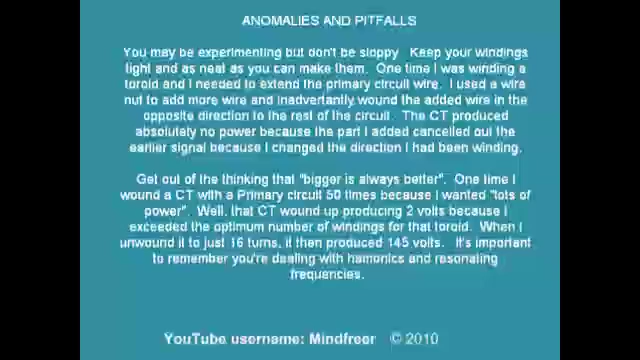 ANOMALIES AND PITFALLS
You may be experimenting but don't be sloppy. Keep your windings
tight and as neat as you can make them. One time I was winding a
toroid and I needed to extend the primary circuit wire. I used a wire
nut to add more wire and inadvertantly wound the added wire in the
opposite direction to the rest of the circuit. The CT produced
absolutely no power because the part I added cancelled out the
earlier signal because I changed the direction I had been winding.
Get out of the thinking that "bigger is always better". One time I
wound a CT with a Primary circuit 50 times because I wanted "lots of
power". Well, that CT wound up producing 2 volts because I
exceeded the optimum number of windings for that toroid. When I
unwound it to just 16 turns, it then produced 145 volts. It's important
to remember you're dealing with hamonics and resonating
frequencies.
YouTube username: Mindfreer © 2010